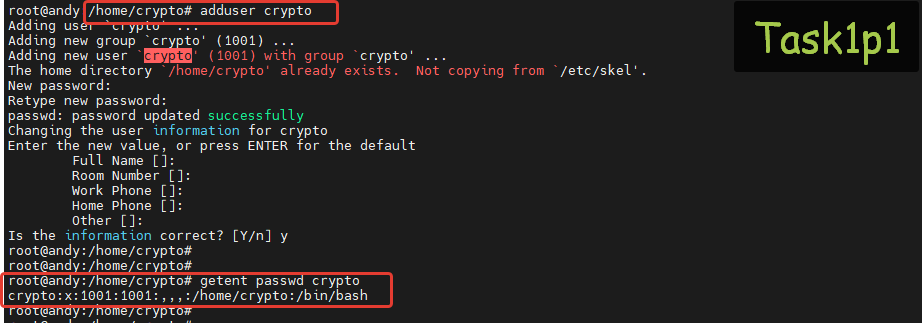 root@andy:/home/crypto# adduser crypto
Task1p1
Adding user `crypto' ...
Adding new group `crypto' (1001) ...
Adding new user `crypto' (1001) with group `crypto' ...
The home directory `/home/crypto' already exists.  Not copying from `/etc/skel'.
New password:
Retype new password:
passwd: password updated successfully
Changing the user information for crypto
Enter the new value, or press ENTER for the default
        Full Name []:
        Room Number []:
        Work Phone []:
        Home Phone []:
        Other []:
Is the information correct? [Y/n] y
root@andy:/home/crypto#
root@andy:/home/crypto#
root@andy:/home/crypto# getent passwd crypto
crypto:x:1001:1001:,,,:/home/crypto:/bin/bash
root@andy:/home/crypto#
root@andy:/home/crypto#